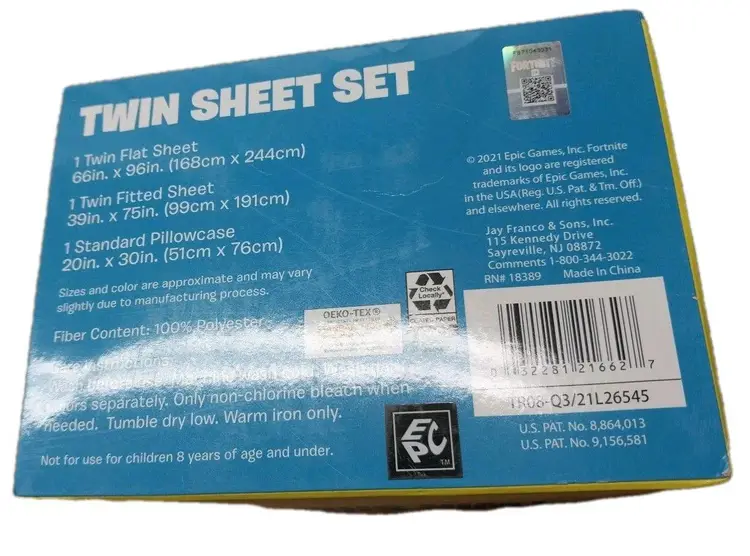 TWIN SHEET SET
1 Twin Flat Sheet
66in. x 96in. (168cm x 244cm)
1 Twin Fitted Sheet
39in. x 75in. (99cm x 191cm)
1 Standard Pillowcase
20in. x 30in. (51cm x 76cm)
Sizes and color are approximate and may vary
slightly due to manufacturing process.
Fiber Content: 100% Polyester
separately. Only non-chlorine bleach when
needed. Tumble dry low. Warm iron only.
Not for use for children 8 years of age and under.
OEKO-TEX®
Check
Locally*
EPC
TM
FORTNITE
© 2021 Epic Games, Inc. Fortnite
and its logo are registered
trademarks of Epic Games, Inc.
in the USA(Reg. U.S. Pat. & Tm. Off.)
and elsewhere. All rights reserved.
Jay Franco & Sons, Inc.
115 Kennedy Drive
Sayreville, NJ 08872
Comments 1-800-344-3022
RN# 18389 Made In China
32281 21662 7
TR08-Q3/21L26545
U.S. PAT. No. 8,864,013
U.S. PAT. No. 9,156,581